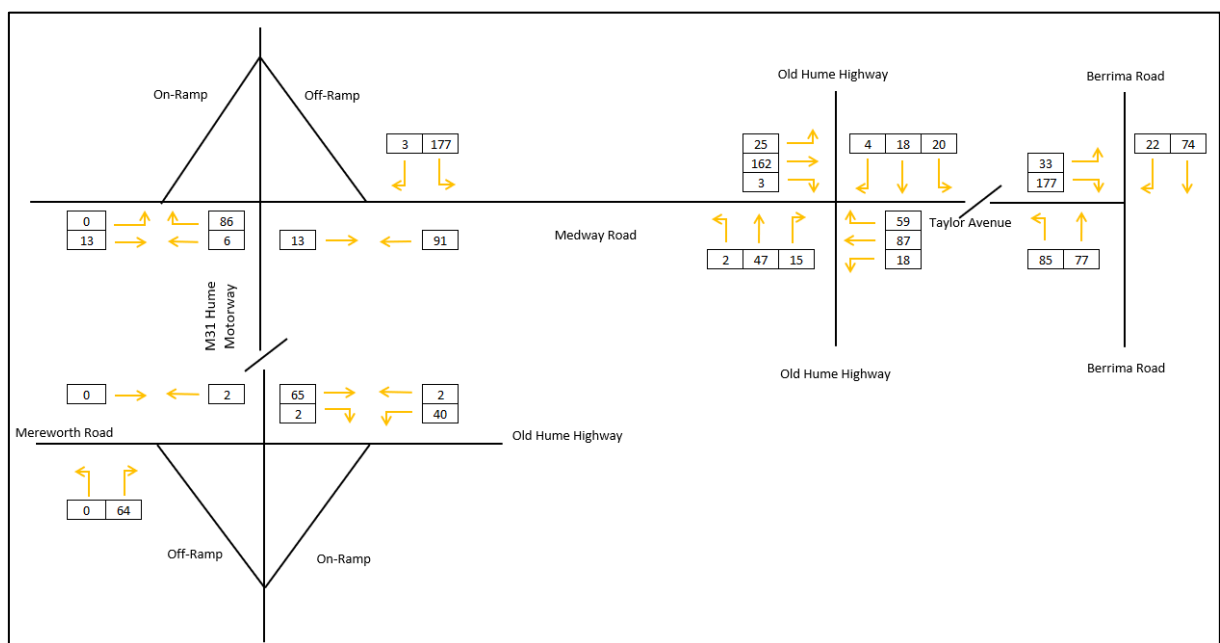 Old Hume Highway
Berrima Road
On-Ramp
Off-Ramp
3 177
25
162
3
4 18 20
33
177
22 74
0
13
86
6
13
91
Medway Road
2 47 15
59
87
18
Taylor Avenue
85 77
M31 Hume
Motorway
Old Hume Highway
Berrima Road
0
2
65
2
2
40
Mereworth Road
Old Hume Highway
0 64
Off-Ramp
On-Ramp